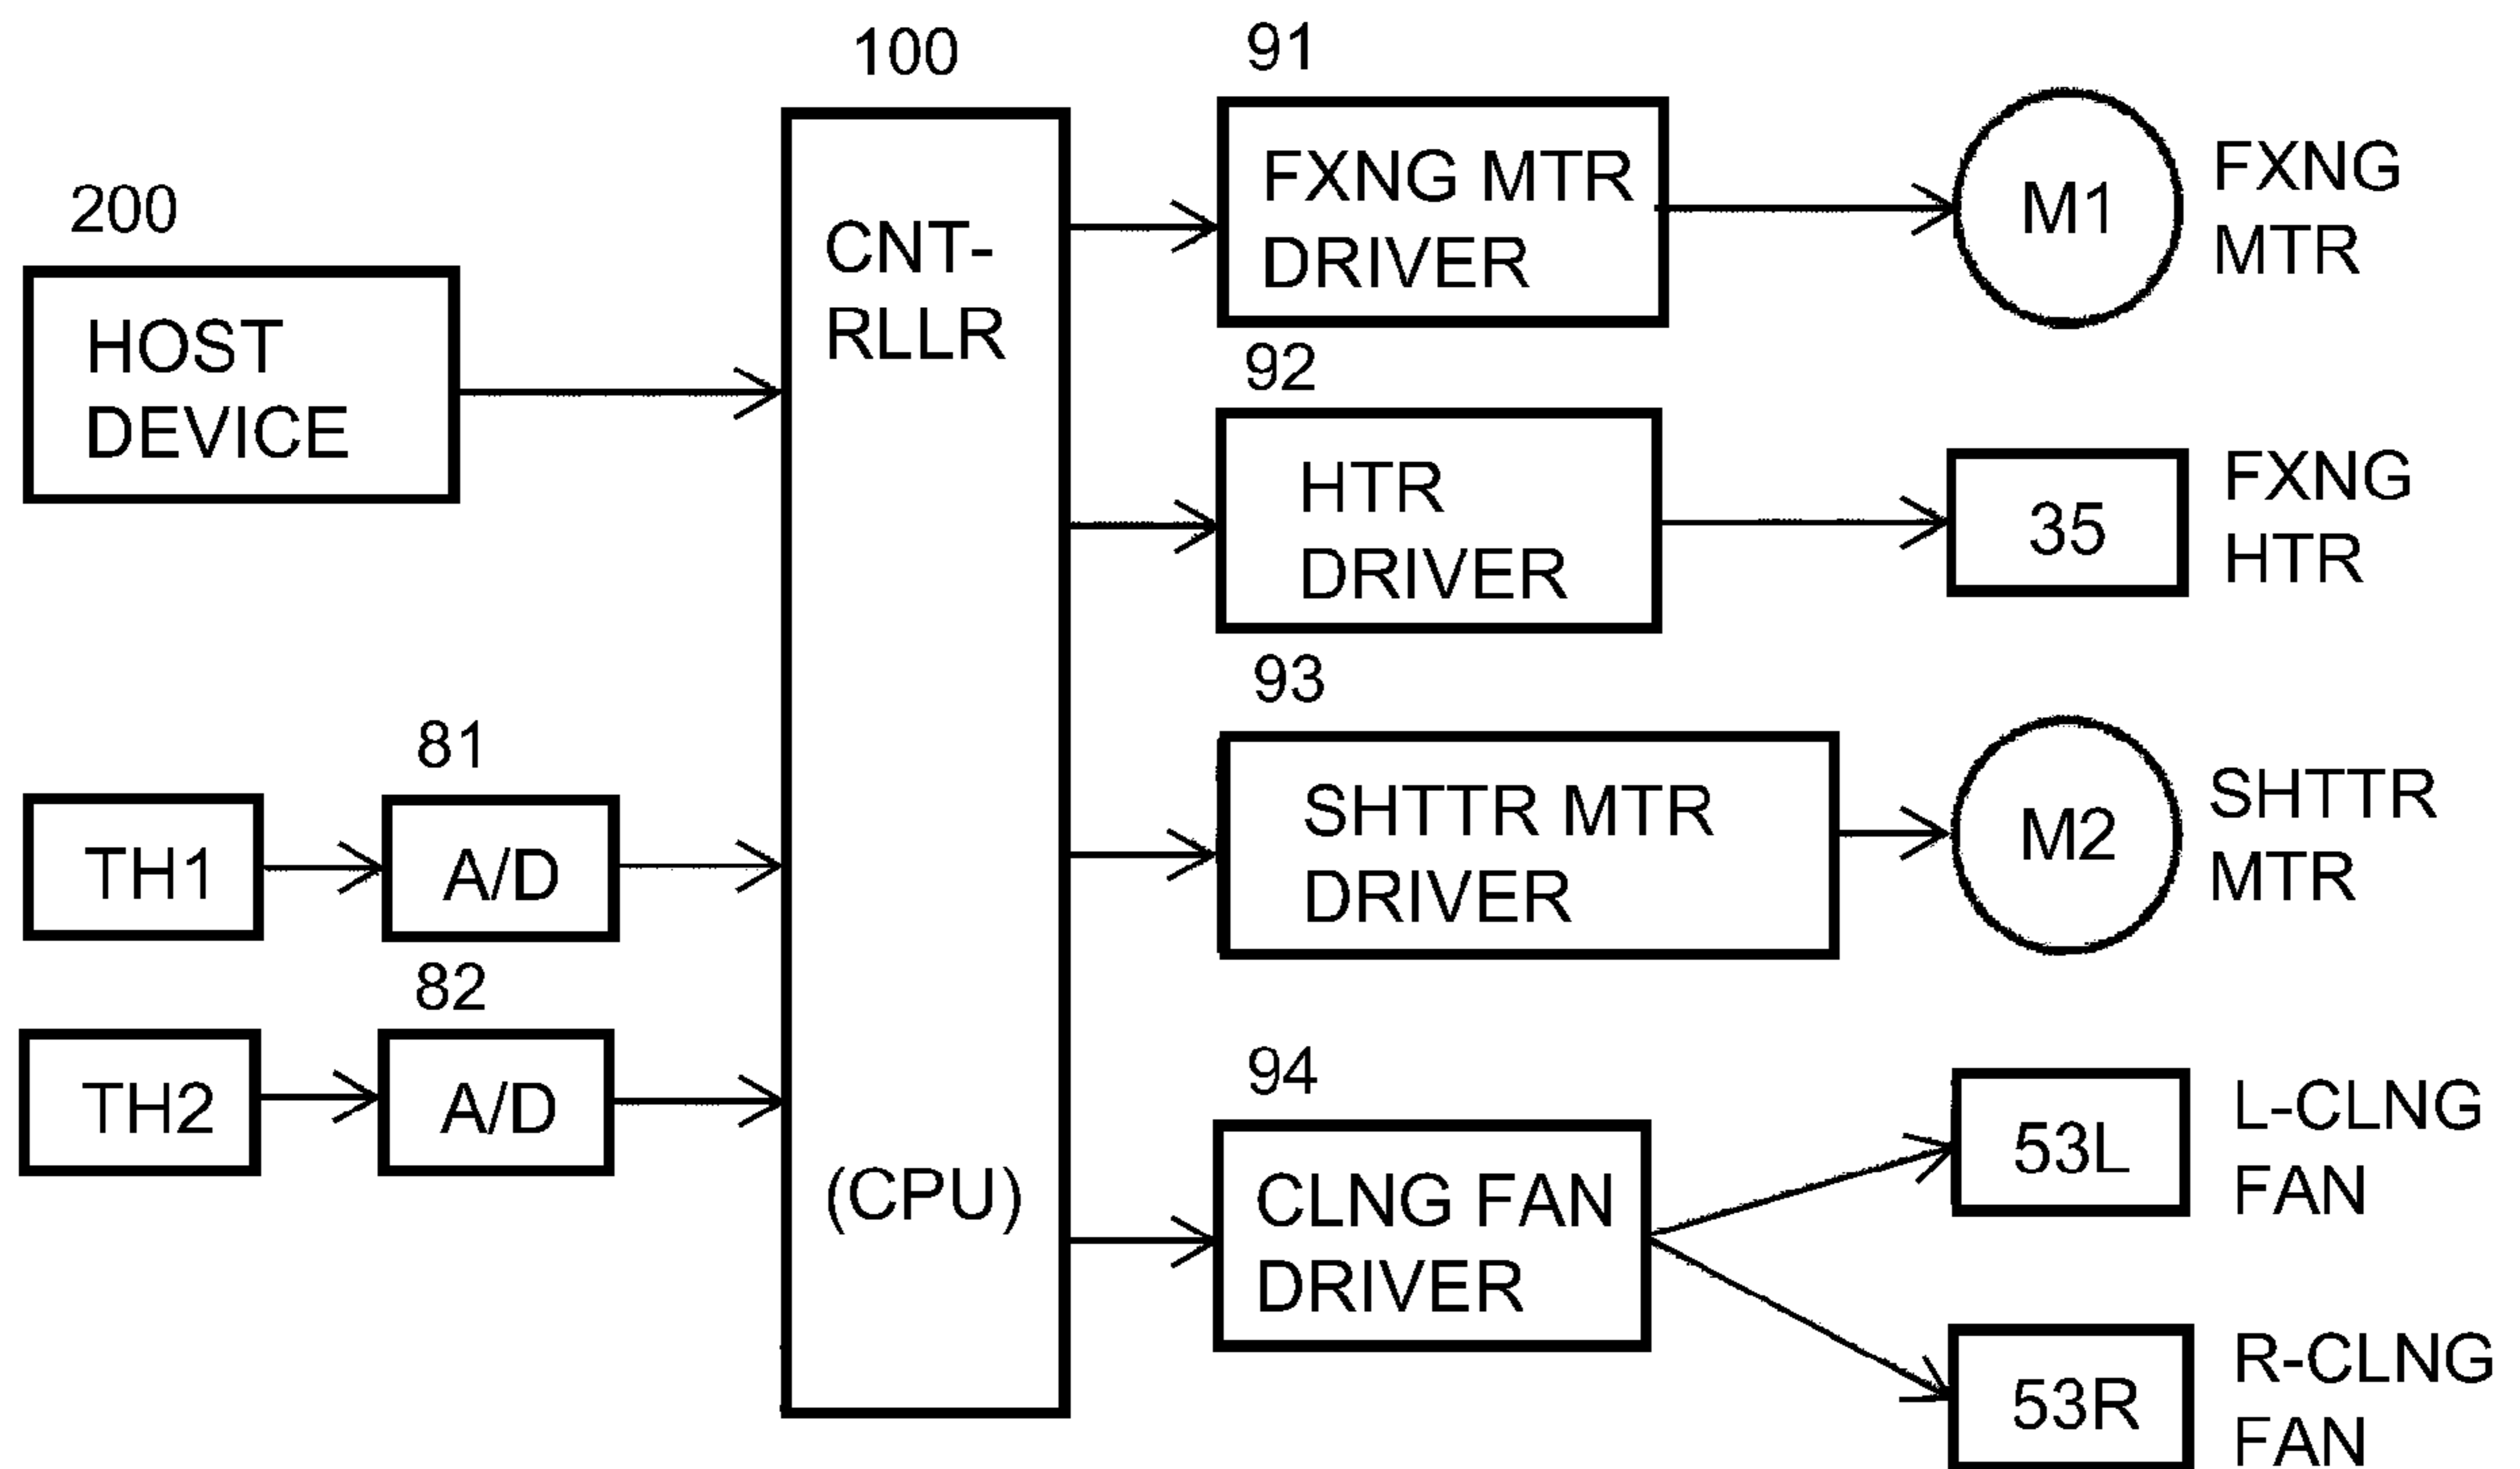 200
HOST
DEVICE
TH1
81
A/D
TH2
82
A/D
100
CNT-
RLLR
(CPU)
91
FXNG MTR
DRIVER
M1
FXNG
MTR
92
HTR
DRIVER
35
FXNG
HTR
93
SHTTR MTR
DRIVER
M2
SHTTR
MTR
94
CLNG FAN
DRIVER
53L
L-CLNG
FAN
53R
R-CLNG
FAN